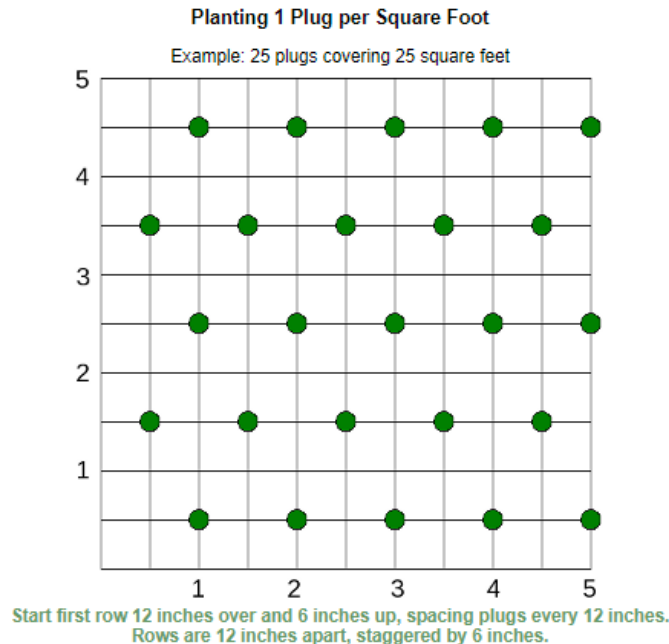 Planting 1 Plug per Square Foot
Example: 25 plugs covering 25 square feet
5
4
3
2
1
1 2 3 4 5
Start first row 12 inches over and 6 inches up, spacing plugs every 12 inches.
Rows are 12 inches apart, staggered by 6 inches.